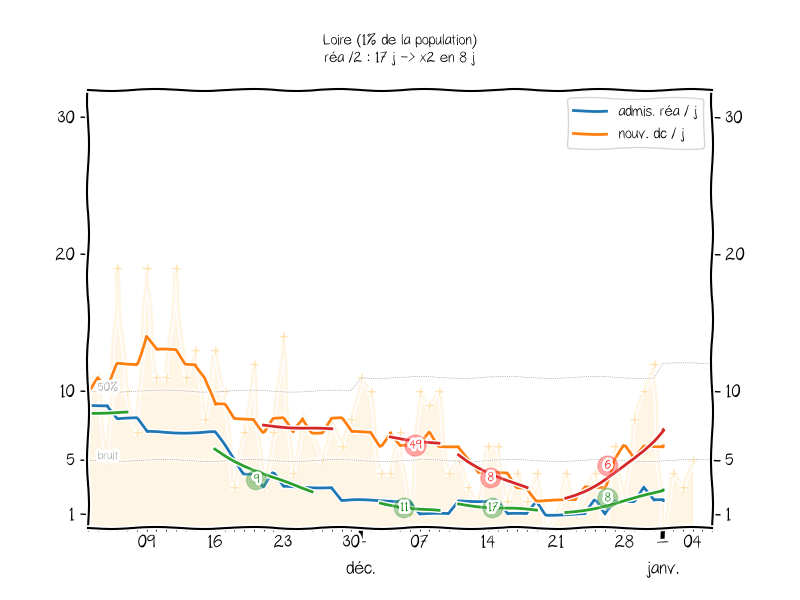 Loire (1% de la population)
réa /2 : 17 j -> x2 en 8 j
admis. réa / j
nouv. dc / j
30 30
20 20
10 10
5 5
1 1
50%
bruit
9
49
11
8
17
6
8
09 16 23 30 07 14 21 28 04
déc. janv.